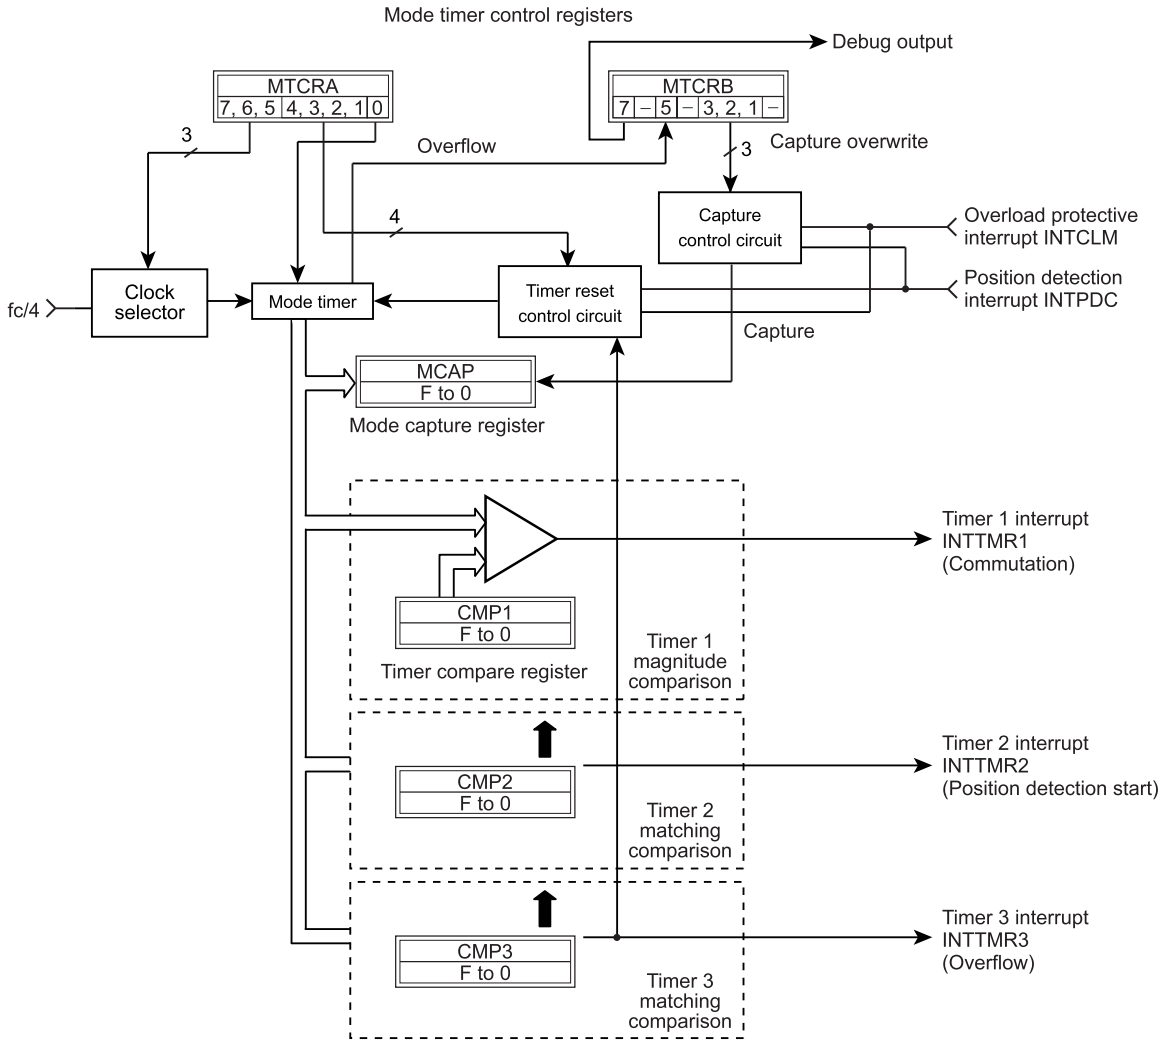 Mode timer control registers
Debug output
MTCRA
7, 6, 5 4, 3, 2, 1 0
MTCRB
7 – 5 – 3, 2, 1 –
3
Overflow
3
Capture overwrite
4
Capture
control circuit
Overload protective
interrupt INTCLM
Position detection
interrupt INTPDC
fc/4
Clock
selector
Mode timer
Timer reset
control circuit
Capture
MCAP
F to 0
Mode capture register
Timer 1 interrupt
INTTMR1
(Commutation)
CMP1
F to 0
Timer compare register
Timer 1
magnitude
comparison
Timer 2 interrupt
INTTMR2
(Position detection start)
CMP2
F to 0
Timer 2
matching
comparison
Timer 3 interrupt
INTTMR3
(Overflow)
CMP3
F to 0
Timer 3
matching
comparison